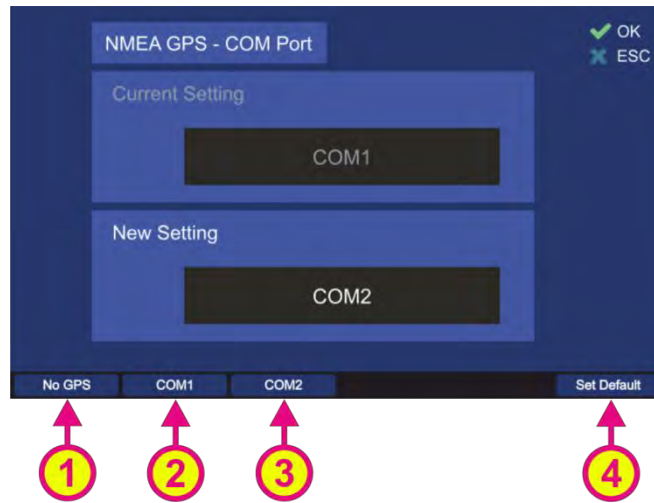 NMEA GPS - COM Port
OK
ESC
Current Setting
COM1
New Setting
COM2
No GPS COM1 COM2 Set Default
1 2 3 4